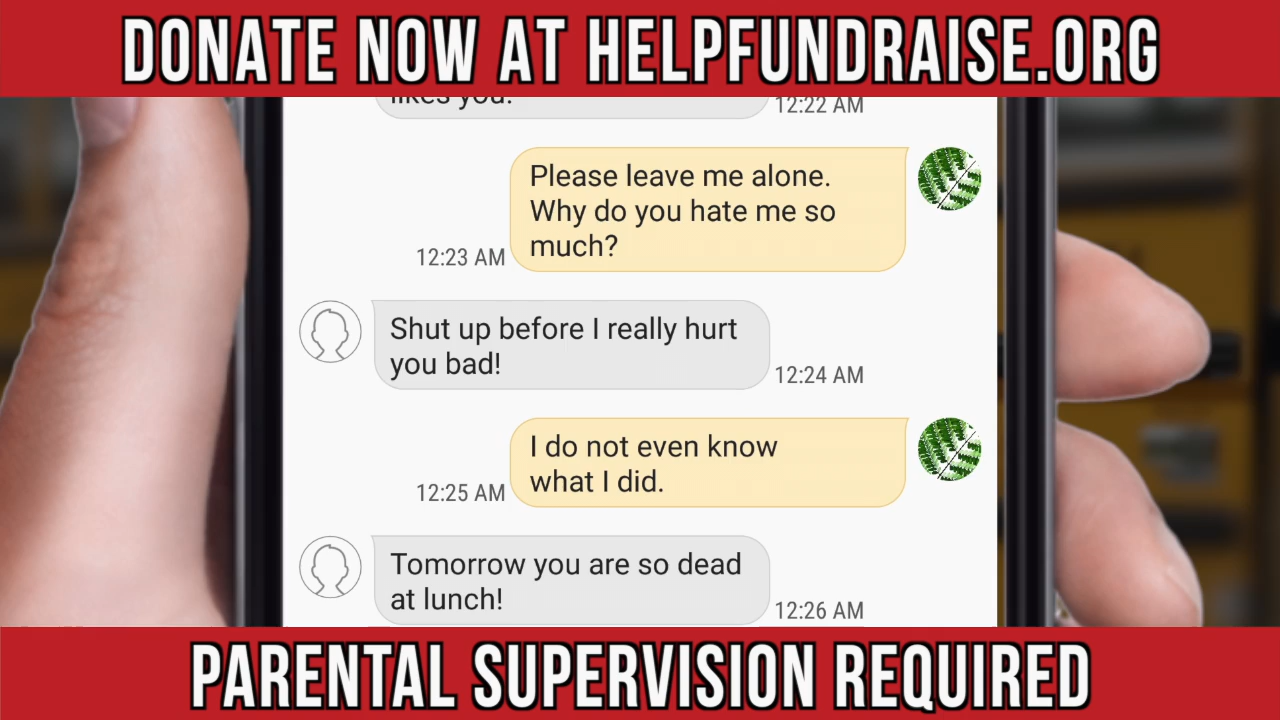 DONATE NOW AT HELPFUNDRAISE.ORG
likes you!
12:22 AM
Please leave me alone.
Why do you hate me so
much?
12:23 AM
Shut up before I really hurt
you bad!
12:24 AM
I do not even know
what I did.
12:25 AM
Tomorrow you are so dead
at lunch!
12:26 AM
PARENTAL SUPERVISION REQUIRED